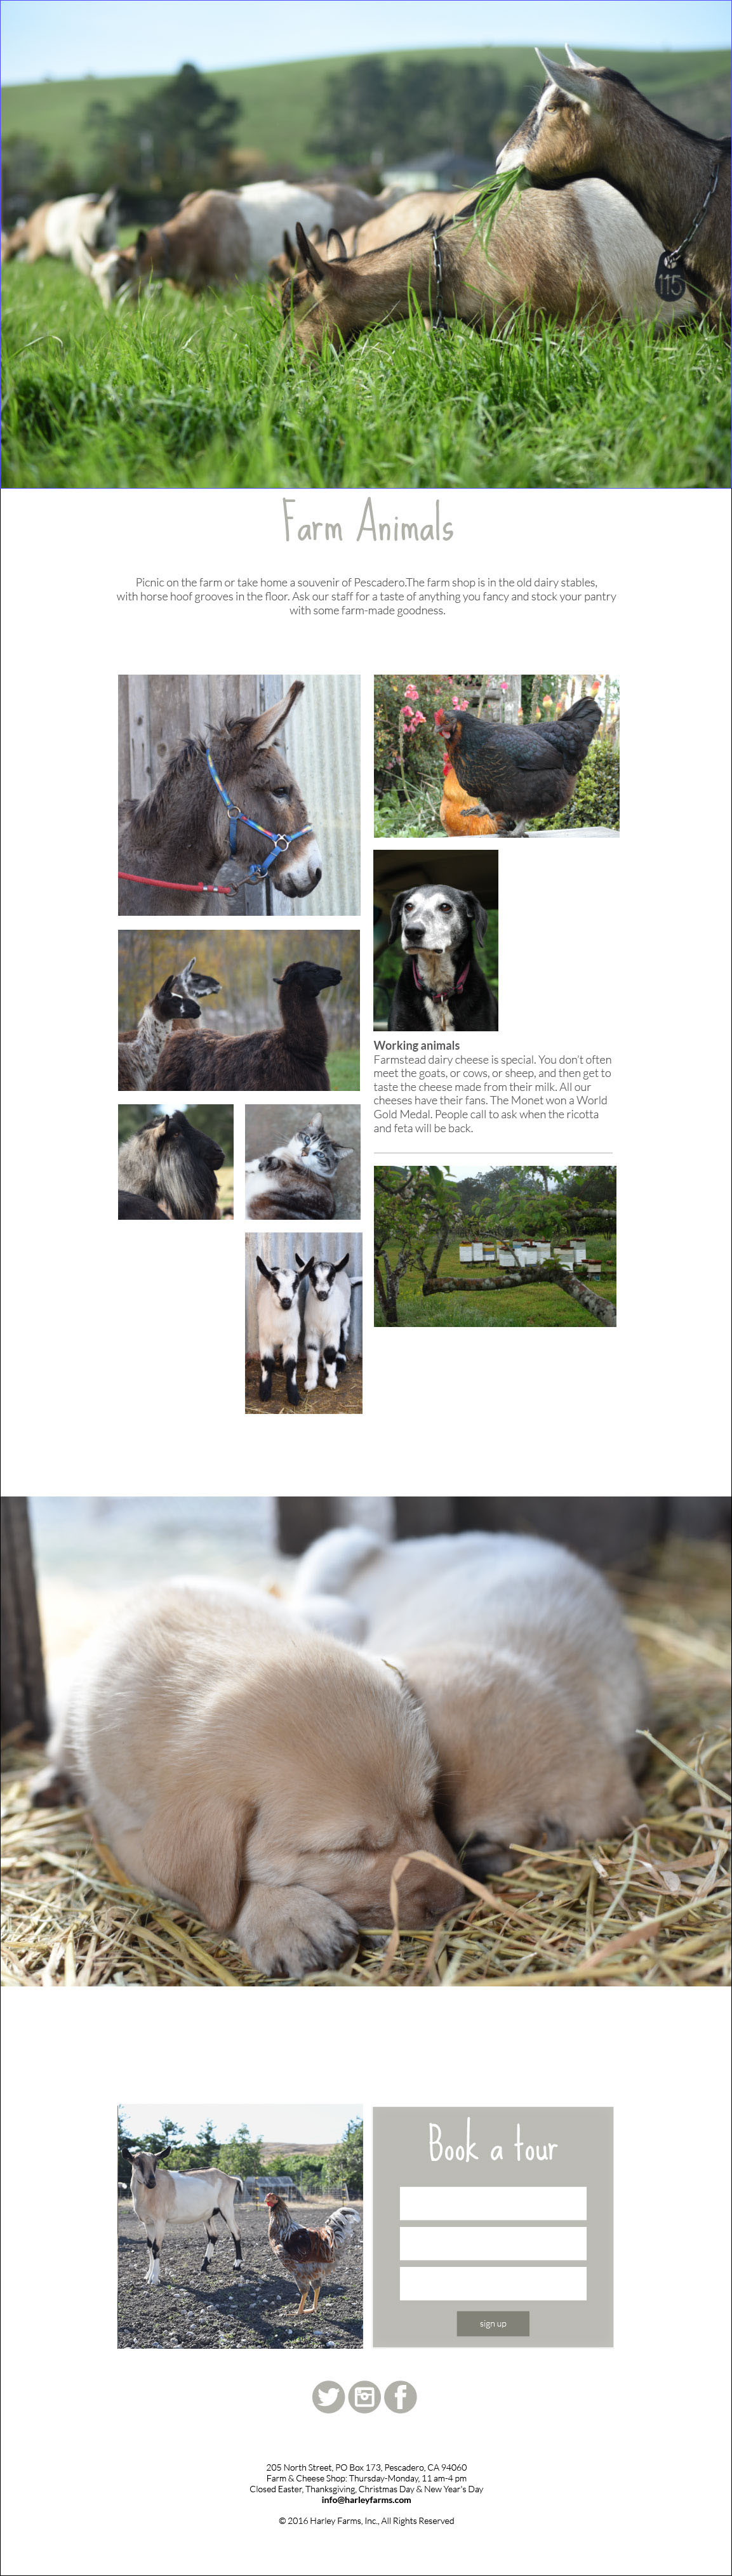 115
Farm Animals
Picnic on the farm or take home a souvenir of Pescadero.The farm shop is in the old dairy stables,
with horse hoof grooves in the floor. Ask our staff for a taste of anything you fancy and stock your pantry
with some farm-made goodness.
Working animals
Farmstead dairy cheese is special. You don't often
meet the goats, or cows, or sheep, and then get to
taste the cheese made from their milk. All our
cheeses have their fans. The Monet won a World
Gold Medal. People call to ask when the ricotta
and feta will be back.
Book a tour
sign up
205 North Street, PO Box 173, Pescadero, CA 94060
Farm & Cheese Shop: Thursday-Monday, 11 am-4 pm
Closed Easter, Thanksgiving, Christmas Day & New Year's Day
info@harleyfarms.com
© 2016 Harley Farms, Inc., All Rights Reserved